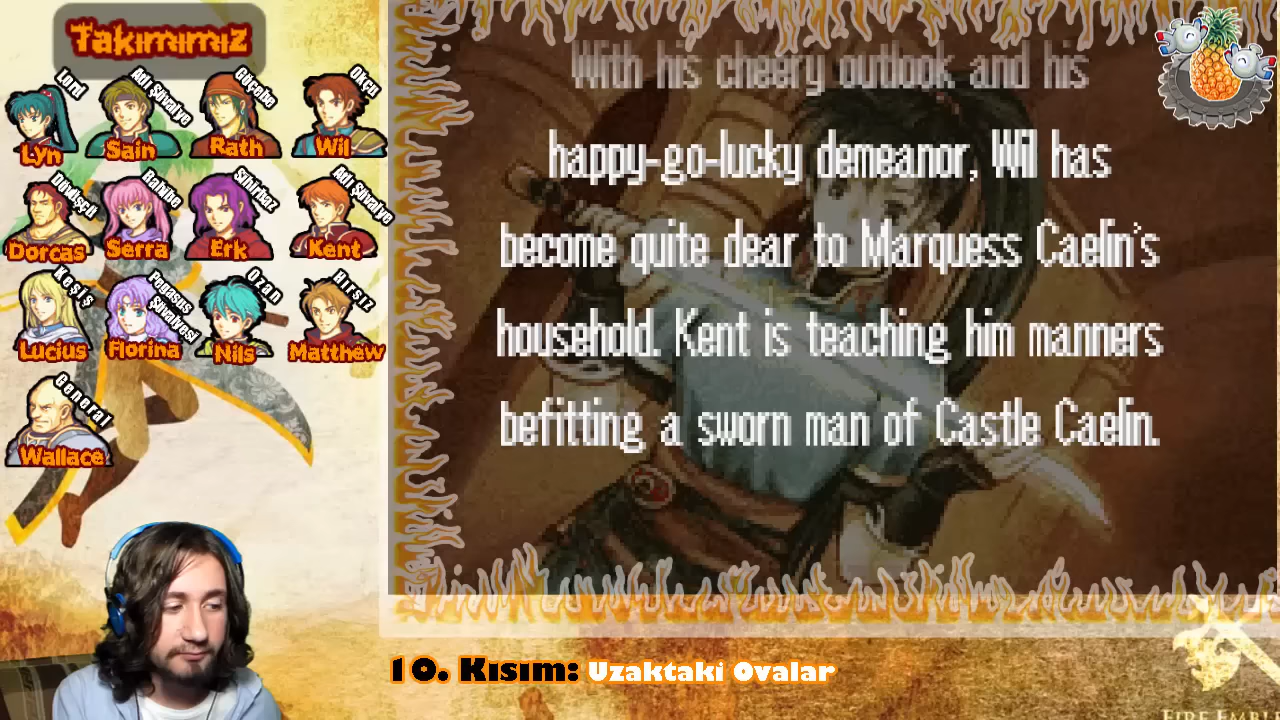 Takımımız
Lord
Atlı Şövalye
Göçebe
Okçu
Lyn
Sain
Rath
Wil
Dövüşçü
Rahibe
Sihirbaz
Atlı Şövalye
Dorcas
Serra
Erk
Kent
Keşiş
Pegasus Şövalyesi
Ozan
Hırsız
Lucius
Florina
Nils
Matthew
General
Wallace
With his cheery outlook and his
happy-go-lucky demeanor, Wil has
become quite dear to Marquess Caelin's
household. Kent is teaching him manners
befitting a sworn man of Castle Caelin.
10. Kısım: Uzaktaki Ovalar
FIRE EMBLE